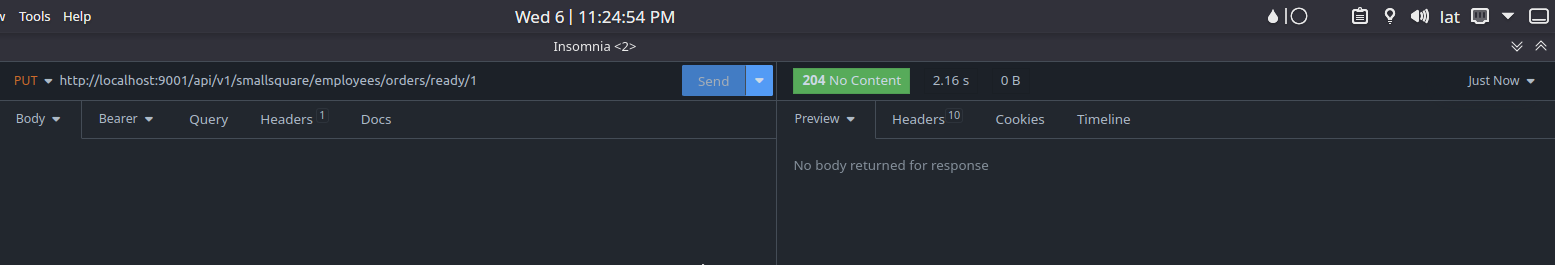 Tools Help Wed 6 | 11:24:54 PM lat
Insomnia <2>
PUT http://localhost:9001/api/v1/smallsquare/employees/orders/ready/1 Send 204 No Content 2.16 s 0 B Just Now
Body Bearer Query Headers 1 Docs Preview Headers 10 Cookies Timeline
No body returned for response